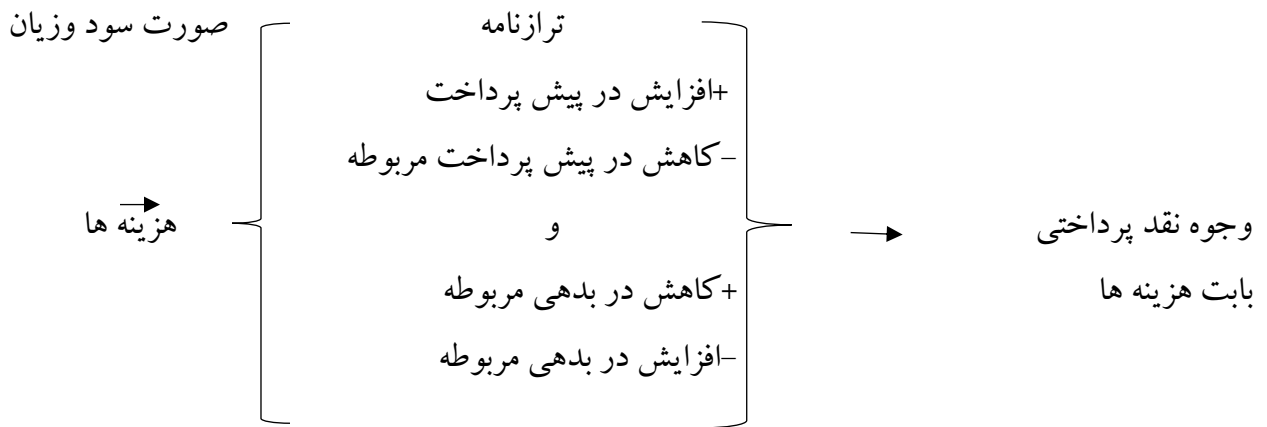 صورت سود وزیان
ترازنامه
+افزایش در پیش پرداخت
–کاهش در پیش پرداخت مربوطه
هزینه ها
و
وجوه نقد پرداختی
+کاهش در بدهی مربوطه
بابت هزینه ها
–افزایش در بدهی مربوطه